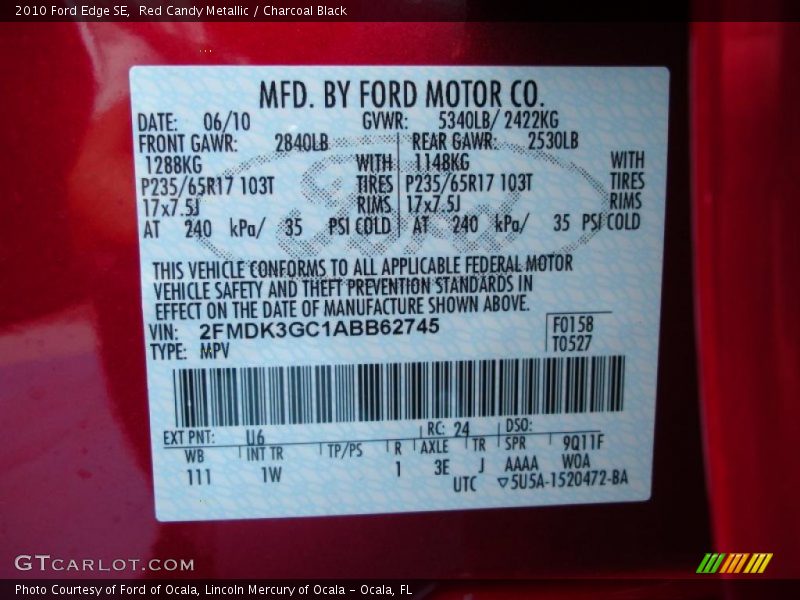 2010 Ford Edge SE,  Red Candy Metallic / Charcoal Black
MFD. BY FORD MOTOR CO.
DATE: 06/10 GVWR: 5340LB/ 2422KG
FRONT GAWR: 2840LB REAR GAWR: 2530LB
1288KG WITH 1148KG WITH
P235/65R17 103T TIRES P235/65R17 103T TIRES
17x7.5J RIMS 17x7.5J RIMS
AT 240 kPa/ 35 PSI COLD AT 240 kPa/ 35 PSI COLD
THIS VEHICLE CONFORMS TO ALL APPLICABLE FEDERAL MOTOR
VEHICLE SAFETY AND THEFT PREVENTION STANDARDS IN
EFFECT ON THE DATE OF MANUFACTURE SHOWN ABOVE.
VIN: 2FMDK3GC1ABB62745 F0158
TYPE: MPV T0527
EXT PNT: U6 RC: 24 DSO:
WB INT TR TP/PS R AXLE TR SPR 9Q11F
111 1W 1 3E J AAAA W0A
UTC ▽5U5A-1520472-BA
Ford
GTCARLOT.COM
Photo Courtesy of Ford of Ocala, Lincoln Mercury of Ocala - Ocala, FL